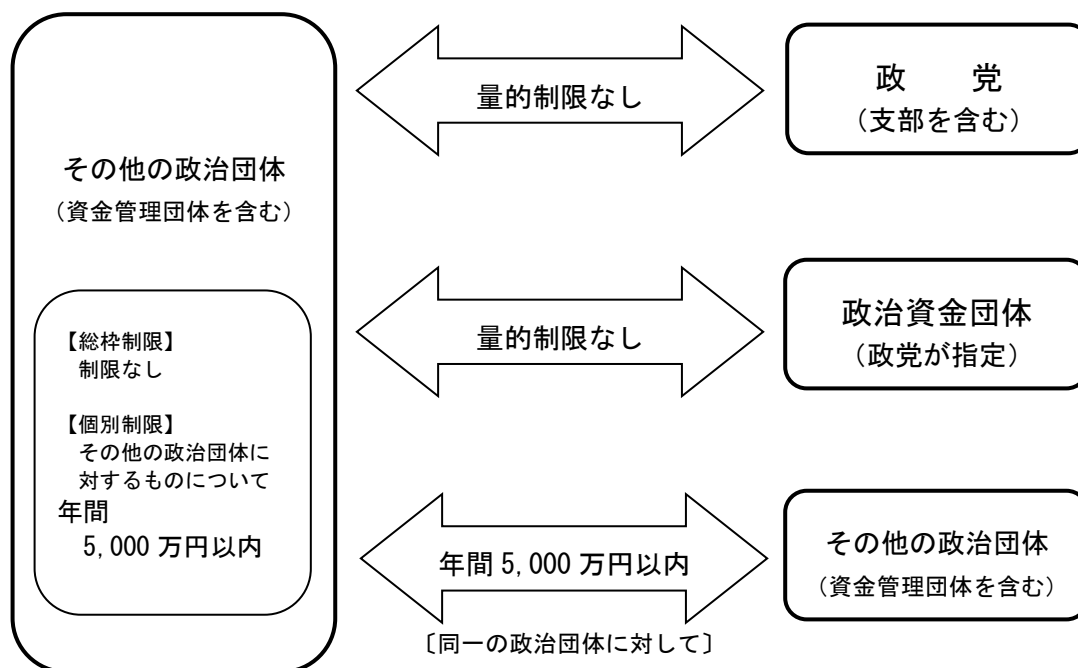 その他の政治団体
（資金管理団体を含む）
【総枠制限】
制限なし
【個別制限】
その他の政治団体に
対するものについて
年間
5,000 万円以内
量的制限なし
政　　党
（支部を含む）
量的制限なし
政治資金団体
（政党が指定）
年間 5,000 万円以内
〔同一の政治団体に対して〕
その他の政治団体
（資金管理団体を含む）